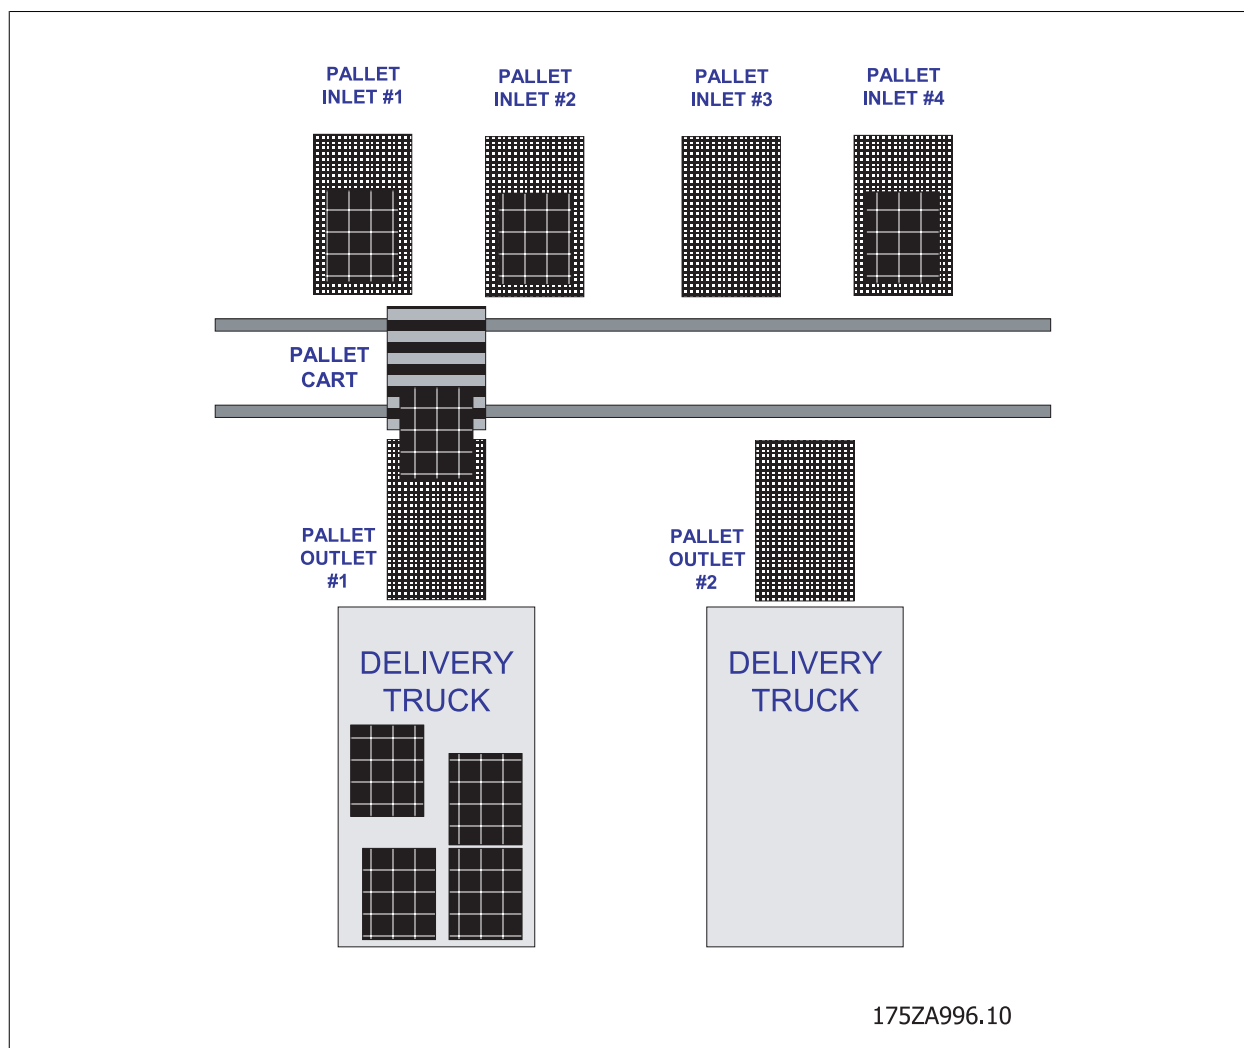 PALLET
INLET #1
PALLET
INLET #2
PALLET
INLET #3
PALLET
INLET #4
PALLET
CART
PALLET
OUTLET
#1
PALLET
OUTLET
#2
DELIVERY
TRUCK
DELIVERY
TRUCK
175ZA996.10